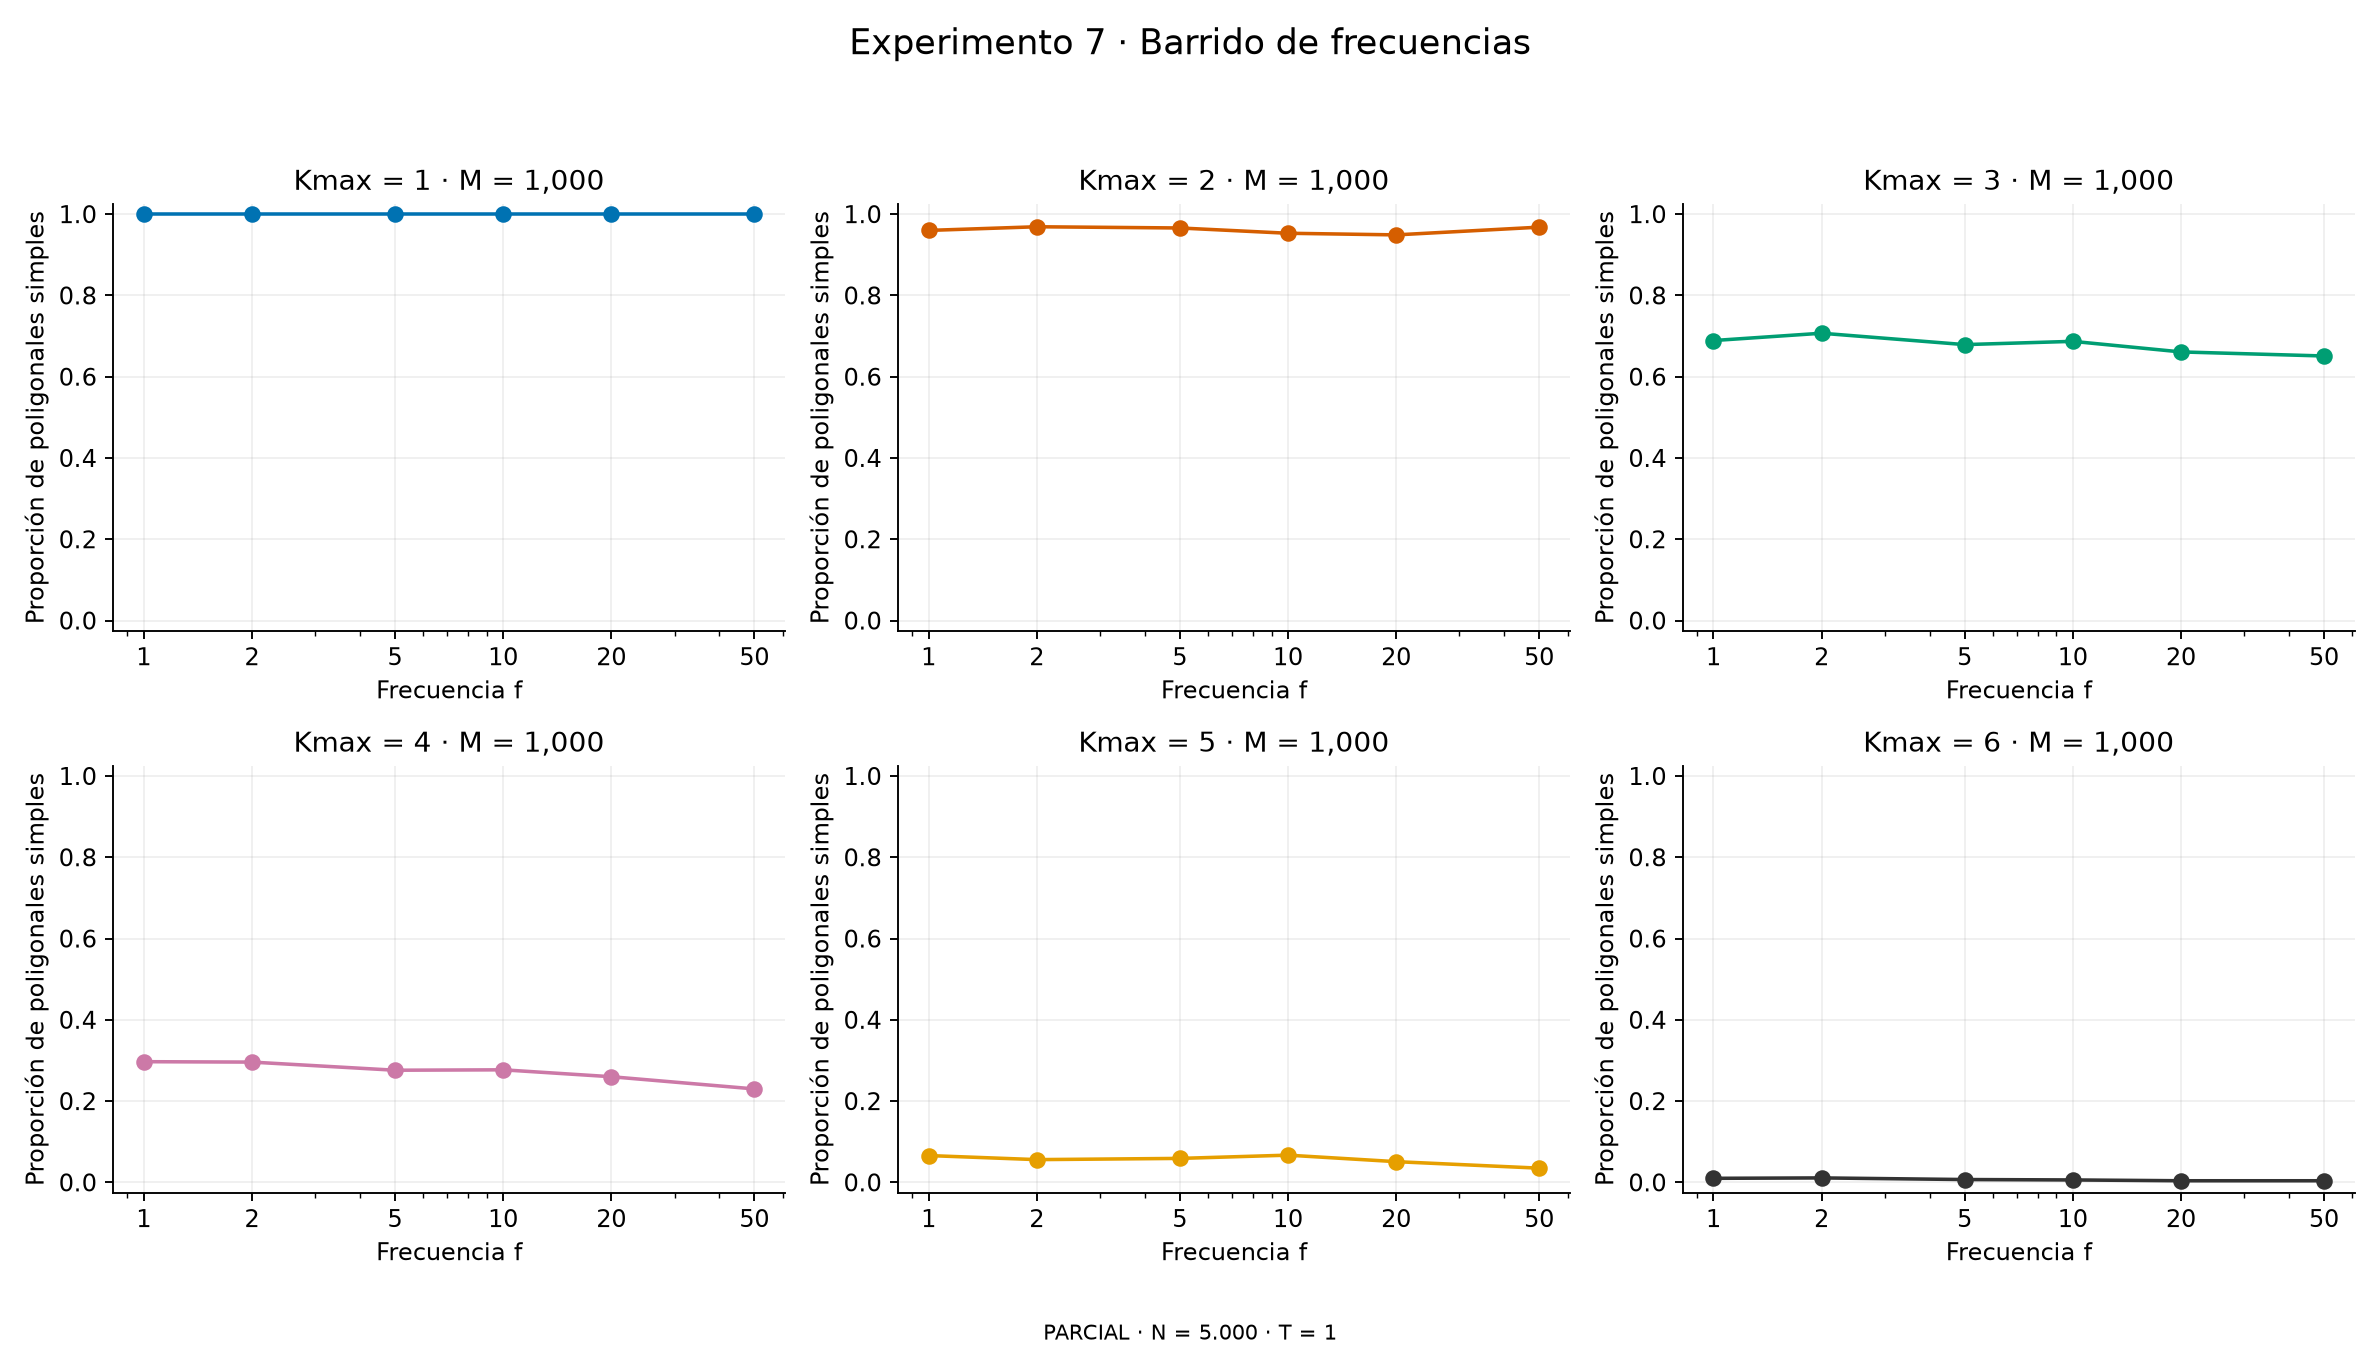 Experimento 7 · Barrido de frecuencias
Kmax = 1 · M = 1,000
Proporción de poligonales simples
1.0
0.8
0.6
0.4
0.2
0.0
1 2 5 10 20 50
Frecuencia f
Kmax = 2 · M = 1,000
Proporción de poligonales simples
1.0
0.8
0.6
0.4
0.2
0.0
1 2 5 10 20 50
Frecuencia f
Kmax = 3 · M = 1,000
Proporción de poligonales simples
1.0
0.8
0.6
0.4
0.2
0.0
1 2 5 10 20 50
Frecuencia f
Kmax = 4 · M = 1,000
Proporción de poligonales simples
1.0
0.8
0.6
0.4
0.2
0.0
1 2 5 10 20 50
Frecuencia f
Kmax = 5 · M = 1,000
Proporción de poligonales simples
1.0
0.8
0.6
0.4
0.2
0.0
1 2 5 10 20 50
Frecuencia f
Kmax = 6 · M = 1,000
Proporción de poligonales simples
1.0
0.8
0.6
0.4
0.2
0.0
1 2 5 10 20 50
Frecuencia f
PARCIAL · N = 5.000 · T = 1